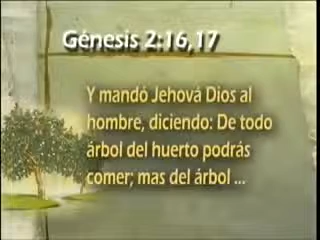 Génesis 2:16,17
Y mandó Jehová Dios al
hombre, diciendo: De todo
árbol del huerto podrás
comer; mas del árbol ...